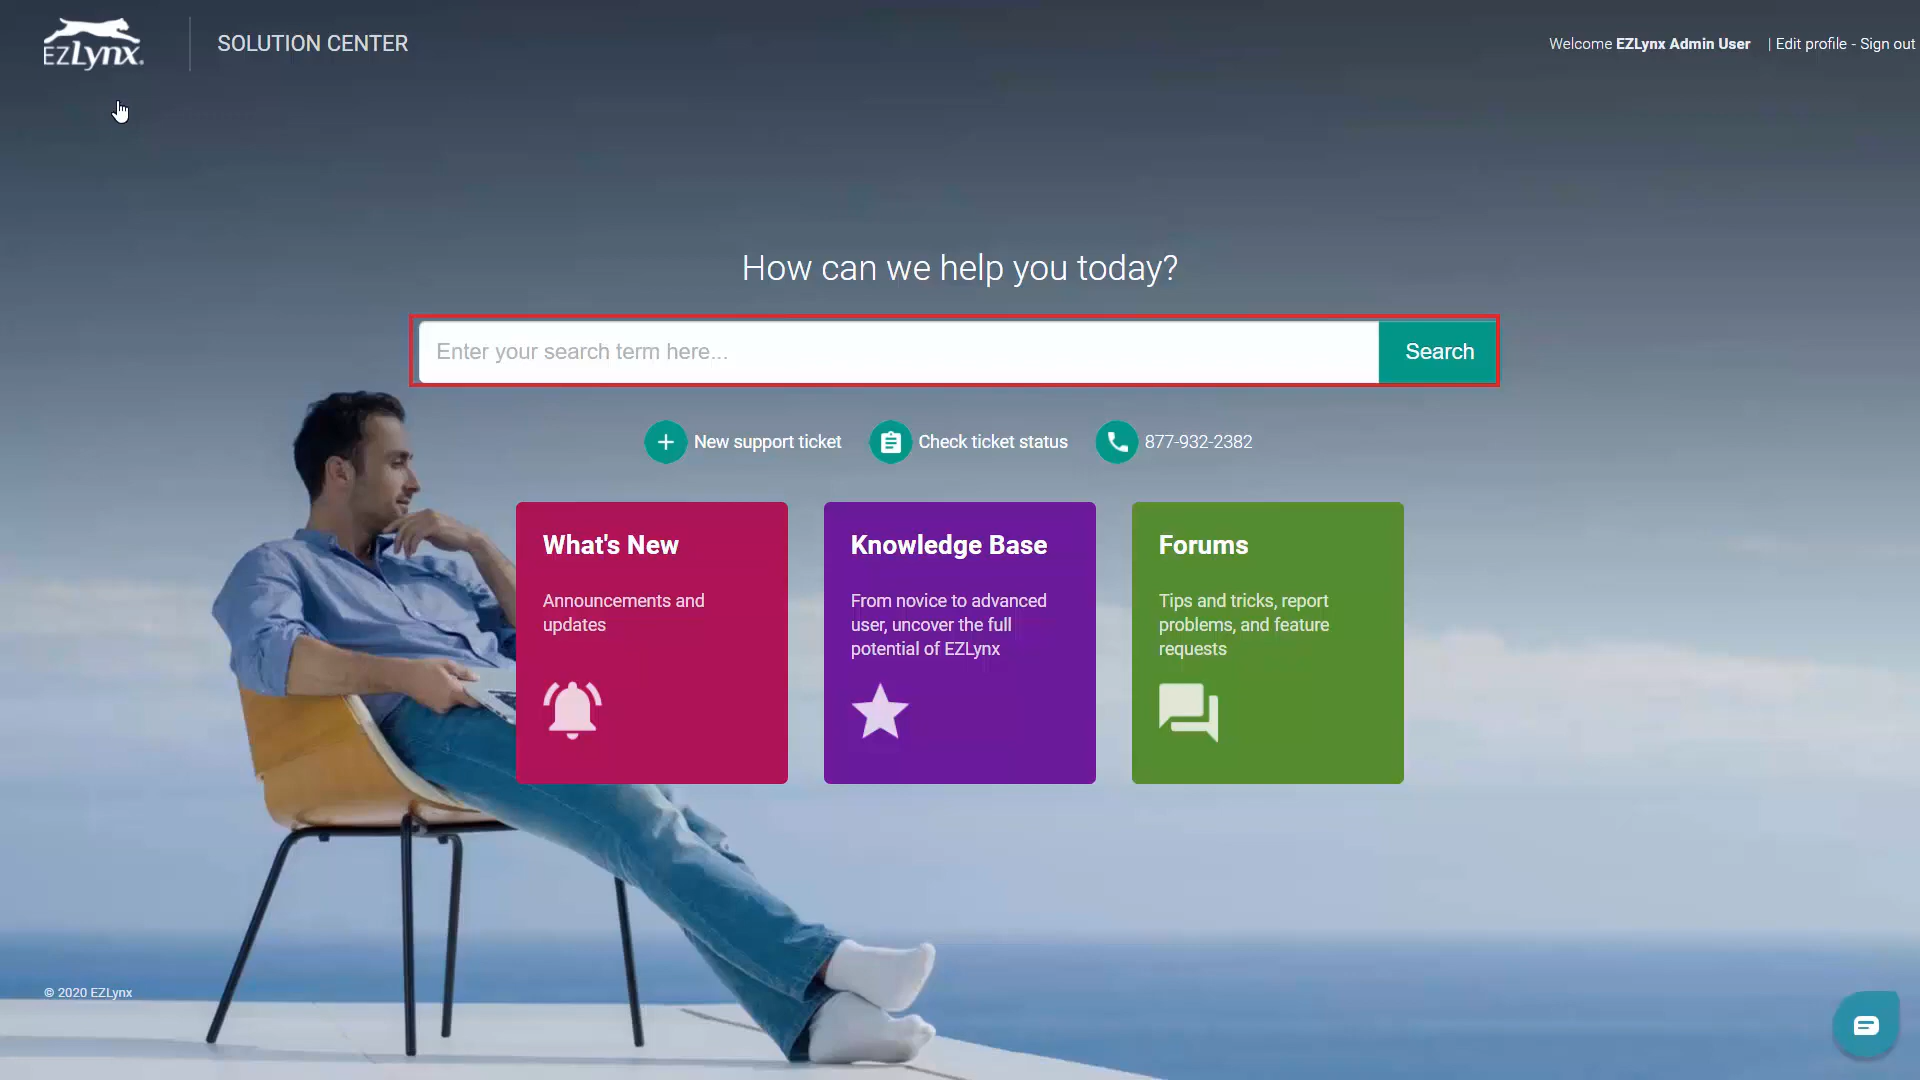 EZLynx.
SOLUTION CENTER
Welcome EZLynx Admin User | Edit profile - Sign out
How can we help you today?
Enter your search term here...
Search
New support ticket
Check ticket status
877-932-2382
What's New
Announcements and
updates
Knowledge Base
From novice to advanced
user, uncover the full
potential of EZLynx
Forums
Tips and tricks, report
problems, and feature
requests
© 2020 EZLynx